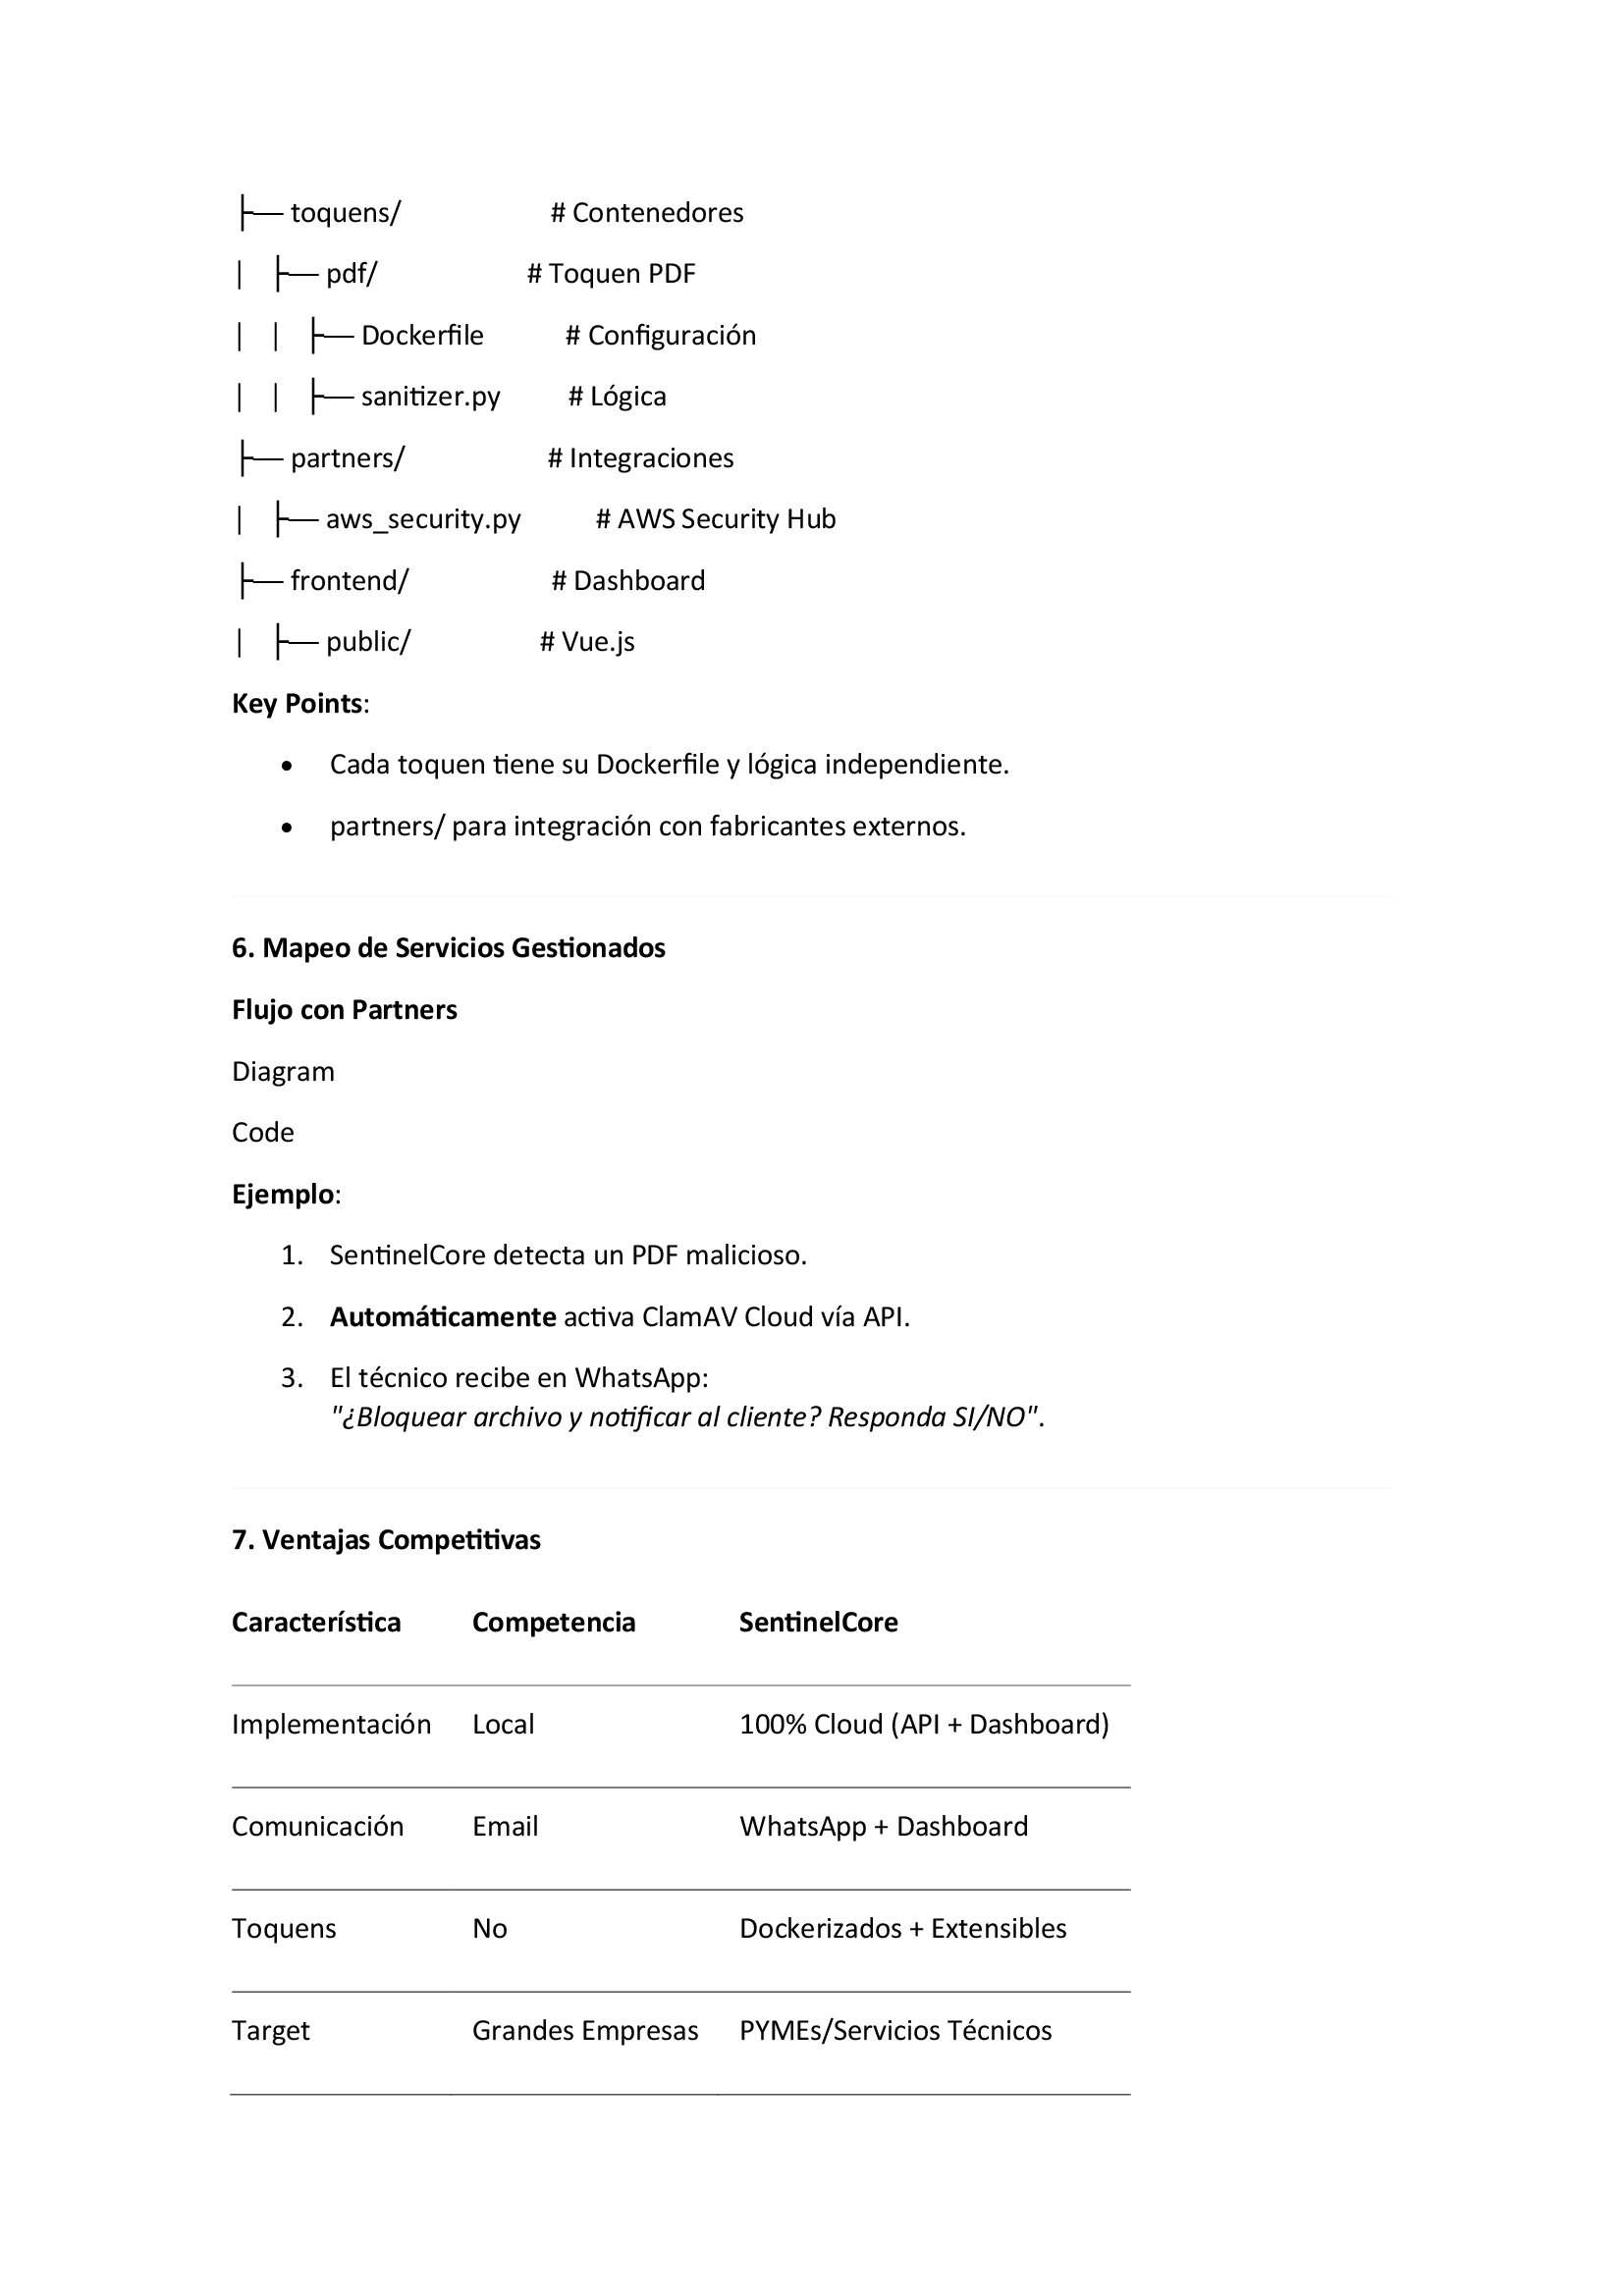 ├── toquens/ # Contenedores
│ ├── pdf/ # Toquen PDF
│ │ ├── Dockerfile # Configuración
│ │ ├── sanitizer.py # Lógica
├── partners/ # Integraciones
│ ├── aws_security.py # AWS Security Hub
├── frontend/ # Dashboard
│ ├── public/ # Vue.js
Key Points:
• Cada toquen tiene su Dockerfile y lógica independiente.
• partners/ para integración con fabricantes externos.
6. Mapeo de Servicios Gestionados
Flujo con Partners
Diagram
Code
Ejemplo:
1. SentinelCore detecta un PDF malicioso.
2. Automáticamente activa ClamAV Cloud vía API.
3. El técnico recibe en WhatsApp:
"¿Bloquear archivo y notificar al cliente? Responda SI/NO".
7. Ventajas Competitivas
Característica Competencia SentinelCore
Implementación Local 100% Cloud (API + Dashboard)
Comunicación Email WhatsApp + Dashboard
Toquens No Dockerizados + Extensibles
Target Grandes Empresas PYMEs/Servicios Técnicos